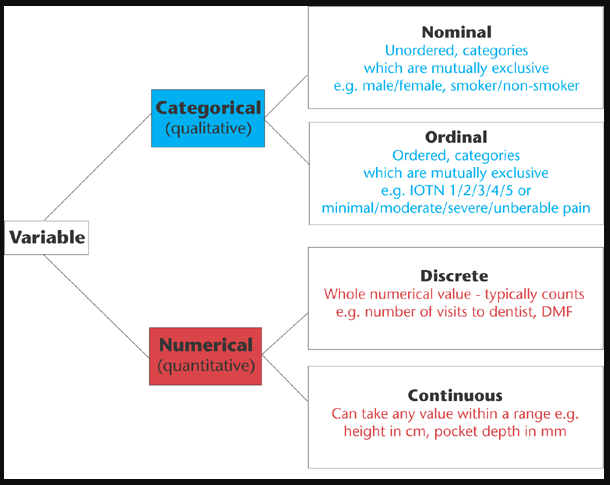 Variable
Categorical
(qualitative)
Nominal
Unordered, categories
which are mutually exclusive
e.g. male/female, smoker/non-smoker
Ordinal
Ordered, categories
which are mutually exclusive
e.g. IOTN 1/2/3/4/5 or
minimal/moderate/severe/unberable pain
Numerical
(quantitative)
Discrete
Whole numerical value - typically counts
e.g. number of visits to dentist, DMF
Continuous
Can take any value within a range e.g.
height in cm, pocket depth in mm